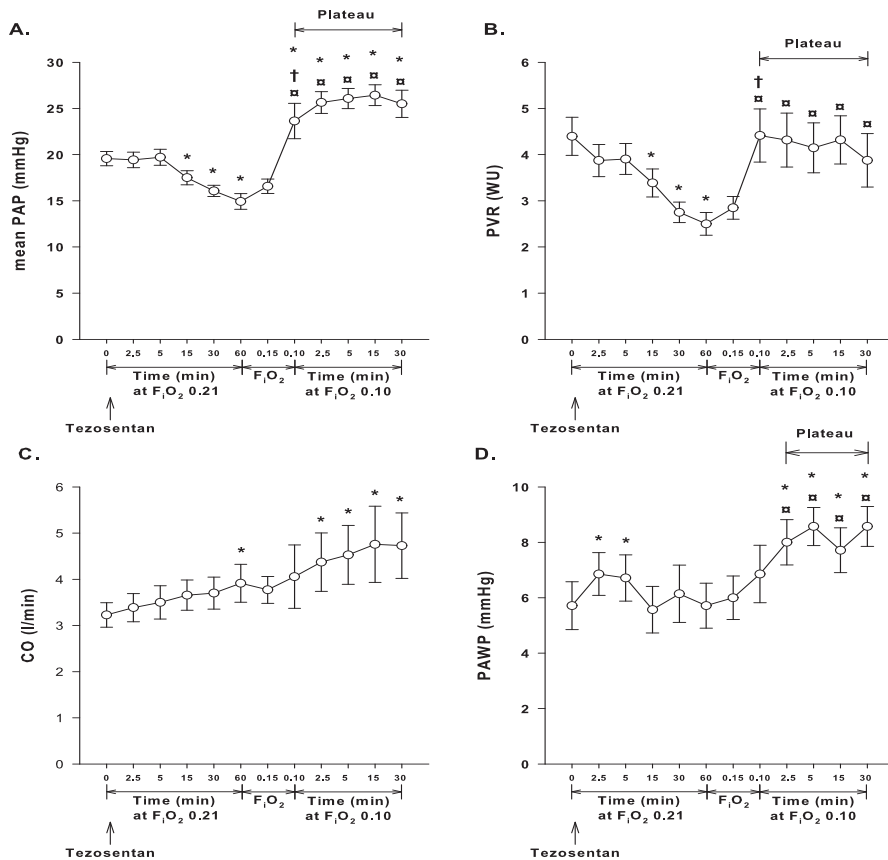 A.
Plateau
* * * * *
† ¤ ¤ ¤ ¤
¤
* * *
mean PAP (mmHg)
30
25
20
15
10
5
0
0 2.5 5 15 30 60 0.15 0.10 2.5 5 15 30
Time (min) at FiO2 0.21
FiO2
Time (min) at FiO2 0.10
Tezosentan
B.
Plateau
†
¤ ¤ ¤ ¤ ¤
* * *
PVR (WU)
6
5
4
3
2
1
0
0 2.5 5 15 30 60 0.15 0.10 2.5 5 15 30
Time (min) at FiO2 0.21
FiO2
Time (min) at FiO2 0.10
Tezosentan
C.
* * * * *
CO (l/min)
6
5
4
3
2
1
0
0 2.5 5 15 30 60 0.15 0.10 2.5 5 15 30
Time (min) at FiO2 0.21
FiO2
Time (min) at FiO2 0.10
Tezosentan
D.
Plateau
* * * *
¤ ¤ ¤ ¤
* *
PAWP (mmHg)
10
8
6
4
2
0
0 2.5 5 15 30 60 0.15 0.10 2.5 5 15 30
Time (min) at FiO2 0.21
FiO2
Time (min) at FiO2 0.10
Tezosentan